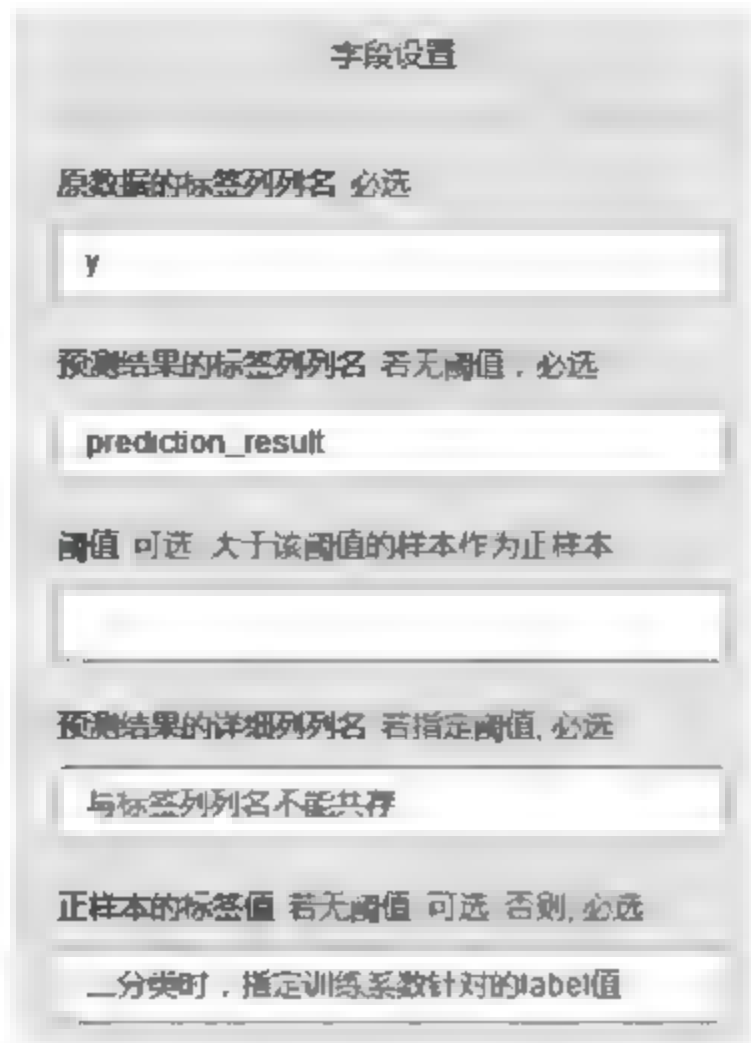 字段设置
原数据的标签列列名 必选
y
预测结果的标签列列名 若无阈值，必选
prediction_result
阈值 可选 大于该阈值的样本作为正样本
预测结果的详细列列名 若指定阈值, 必选
与标签列列名不能共存
正样本的标签值 若无阈值 可选 否则, 必选
二分类时，指定训练系数针对的label值